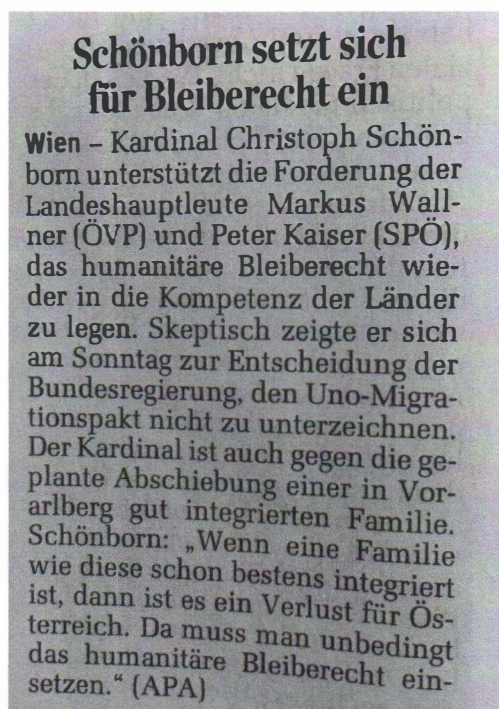 Schönborn setzt sich
für Bleiberecht ein
Wien – Kardinal Christoph Schön-
born unterstützt die Forderung der
Landeshauptleute Markus Wall-
ner (ÖVP) und Peter Kaiser (SPÖ),
das humanitäre Bleiberecht wie-
der in die Kompetenz der Länder
zu legen. Skeptisch zeigte er sich
am Sonntag zur Entscheidung der
Bundesregierung, den Uno-Migra-
tionspakt nicht zu unterzeichnen.
Der Kardinal ist auch gegen die ge-
plante Abschiebung einer in Vor-
arlberg gut integrierten Familie.
Schönborn: „Wenn eine Familie
wie diese schon bestens integriert
ist, dann ist es ein Verlust für Ös-
terreich. Da muss man unbedingt
das humanitäre Bleiberecht ein-
setzen.“ (APA)